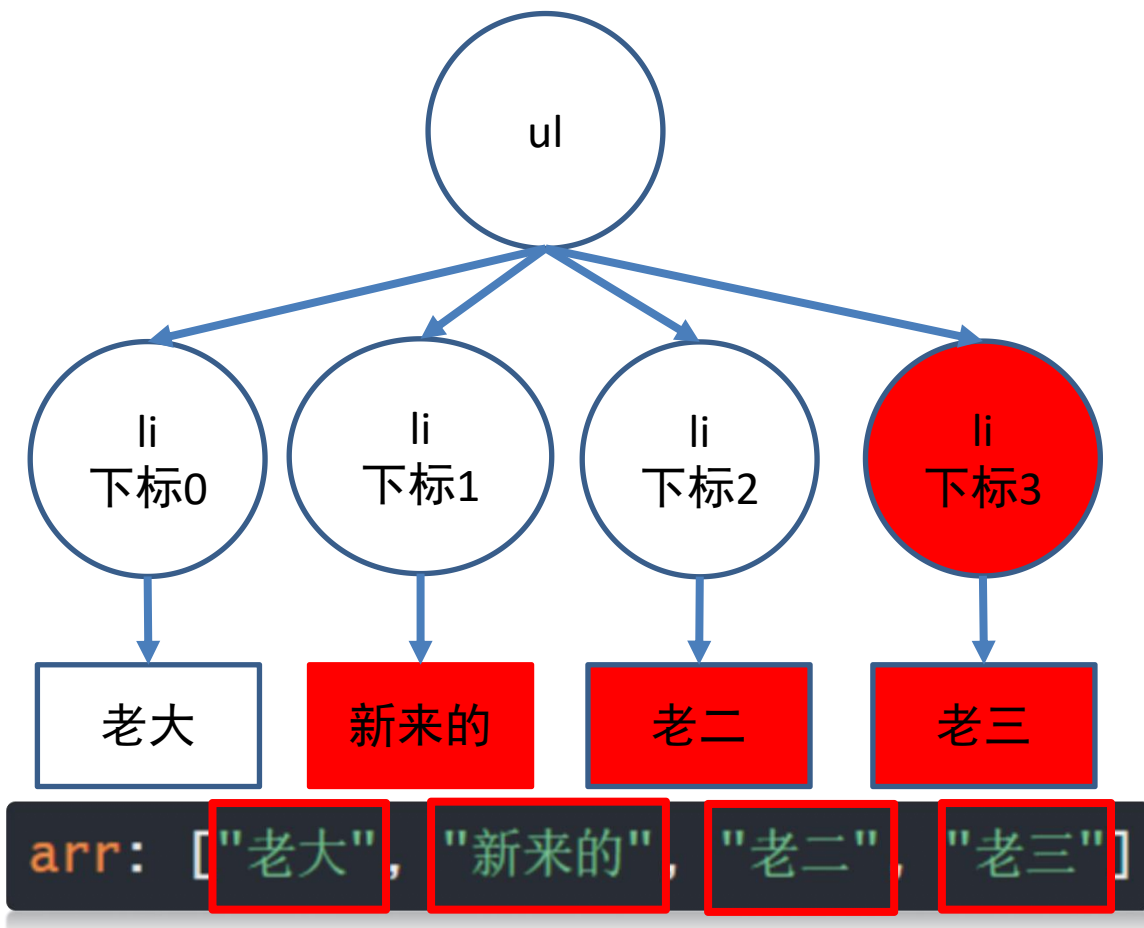 ul
li
下标0
li
下标1
li
下标2
li
下标3
老大
新来的
老二
老三
arr: ["老大", "新来的", "老二", "老三"]